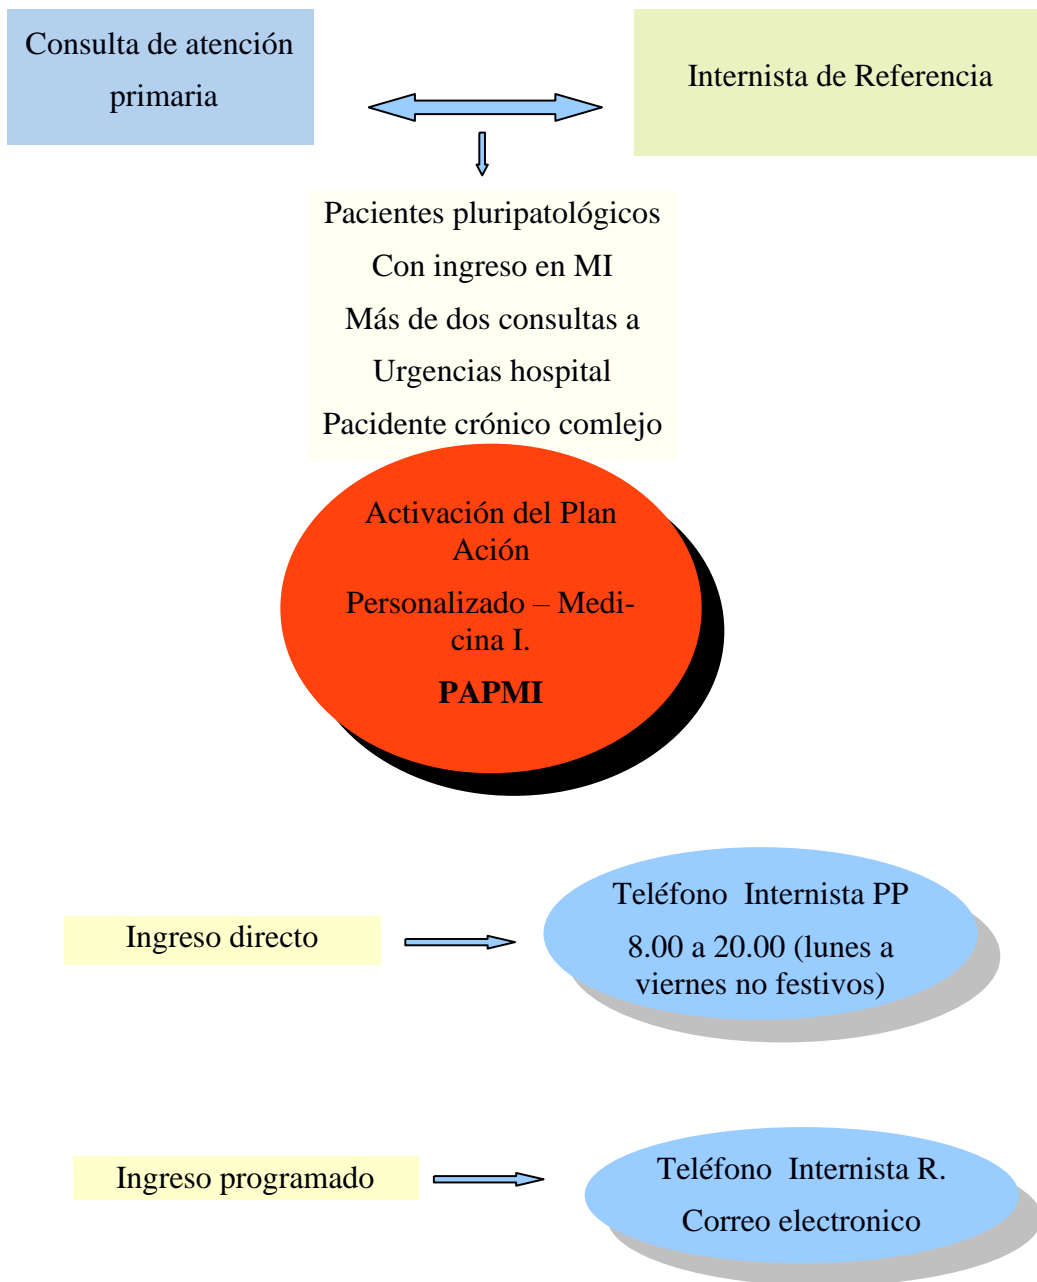 Consulta de atención
primaria
Internista de Referencia
Pacientes pluripatológicos
Con ingreso en MI
Más de dos consultas a
Urgencias hospital
Pacidente crónico comlejo
Activación del Plan
Ación
Personalizado – Medi-
cina I.
PAPMI
Teléfono Internista PP
8.00 a 20.00 (lunes a
viernes no festivos)
Ingreso directo
Teléfono Internista R.
Correo electronico
Ingreso programado